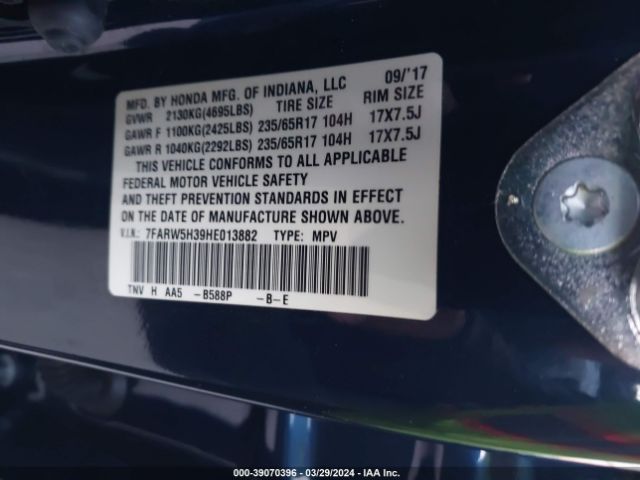 MFD. BY HONDA MFG. OF INDIANA, LLC 09/'17
GVWR 2130KG(4695LBS) TIRE SIZE RIM SIZE
GAWR F 1100KG(2425LBS) 235/65R17 104H 17X7.5J
GAWR R 1040KG(2292LBS) 235/65R17 104H 17X7.5J
THIS VEHICLE CONFORMS TO ALL APPLICABLE
FEDERAL MOTOR VEHICLE SAFETY
AND THEFT PREVENTION STANDARDS IN EFFECT
ON THE DATE OF MANUFACTURE SHOWN ABOVE.
V.I.N.: 7FARW5H39HE013882 TYPE: MPV
TNV H AA5 -B588P -B-E
000-39070396 - 03/29/2024 - IAA Inc.